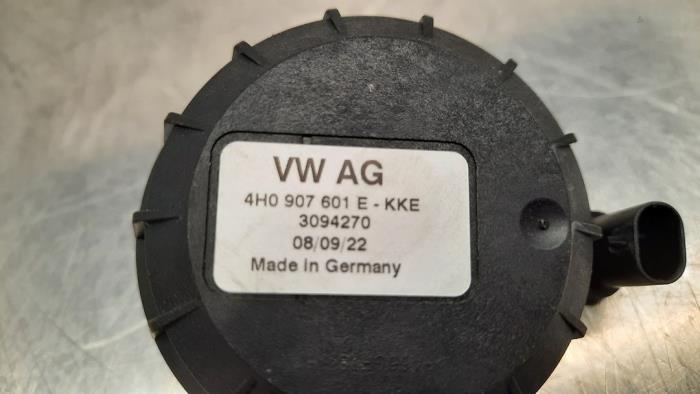 VW AG
4H0 907 601 E - KKE
3094270
08/09/22
Made In Germany